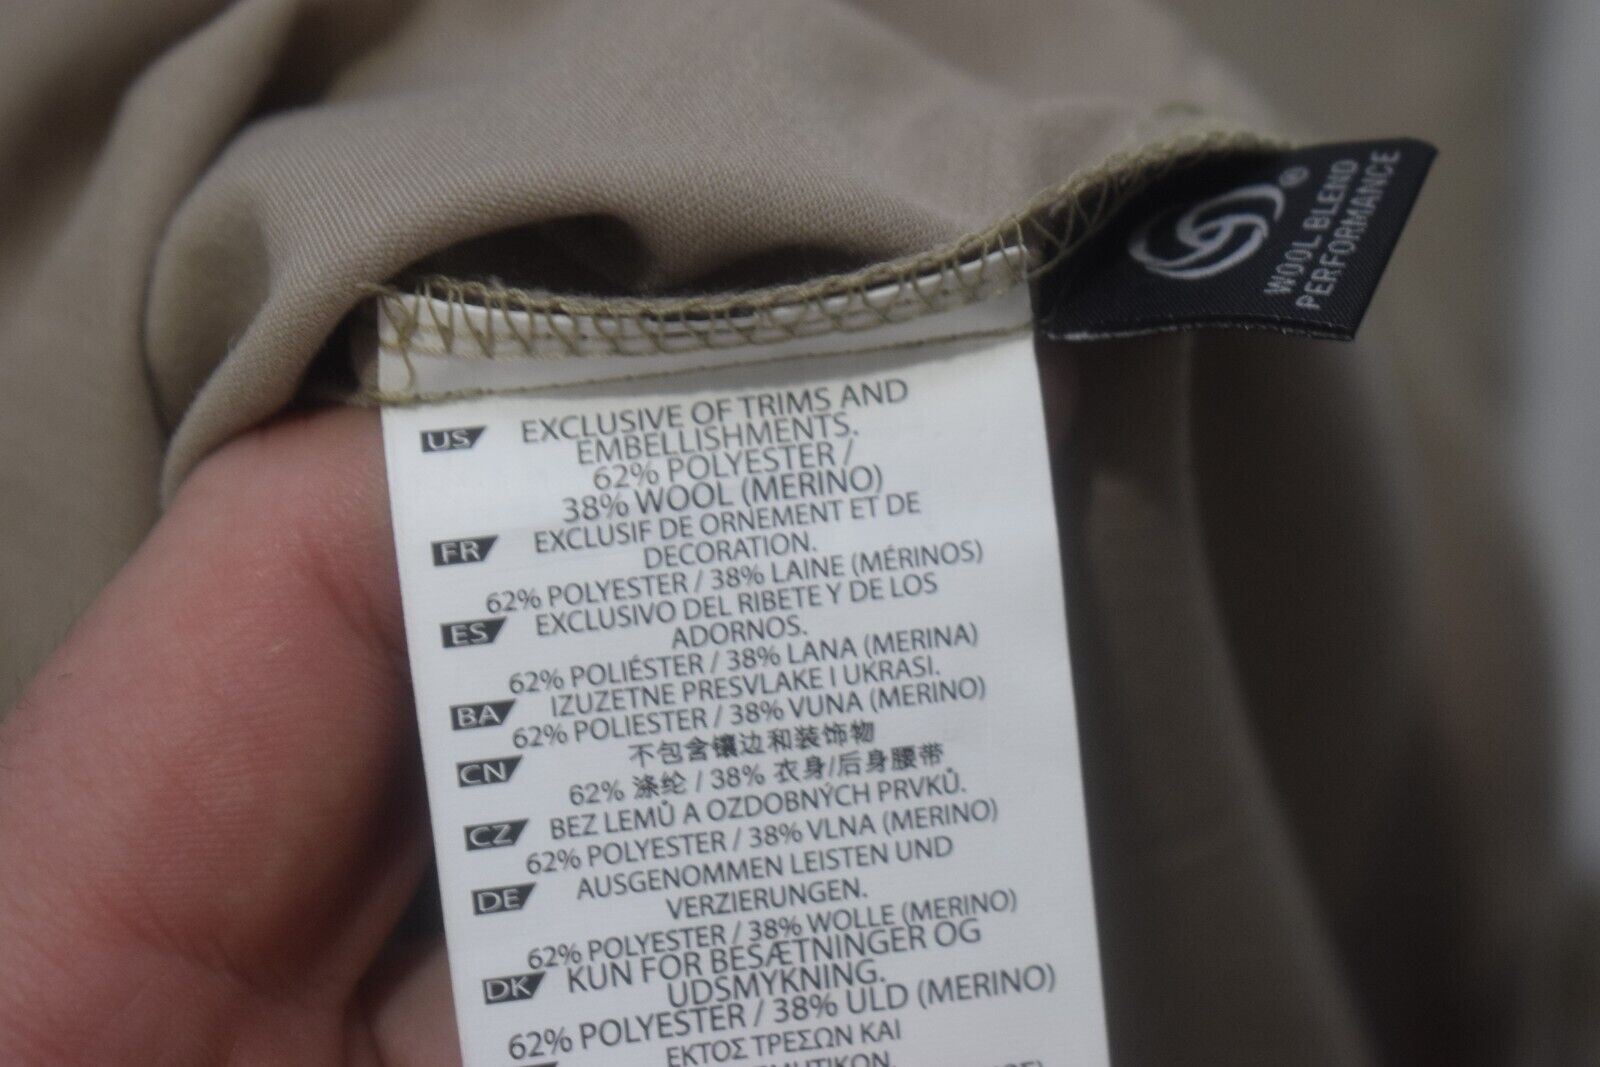 ® WOOL BLEND
PERFORMANCE
US EXCLUSIVE OF TRIMS AND
EMBELLISHMENTS.
62% POLYESTER /
38% WOOL (MERINO)
FR EXCLUSIF DE ORNEMENT ET DE
DECORATION.
62% POLYESTER / 38% LAINE (MÉRINOS)
ES EXCLUSIVO DEL RIBETE Y DE LOS
ADORNOS.
62% POLIÉSTER / 38% LANA (MERINA)
BA IZUZETNE PRESVLAKE I UKRASI.
62% POLIESTER / 38% VUNA (MERINO)
CN 不包含镶边和装饰物
62% 涤纶 / 38% 衣身/后身腰带
CZ BEZ LEMŮ A OZDOBNÝCH PRVKŮ.
62% POLYESTER / 38% VLNA (MERINO)
DE AUSGENOMMEN LEISTEN UND
VERZIERUNGEN.
62% POLYESTER / 38% WOLLE (MERINO)
DK KUN FOR BESÆTNINGER OG
UDSMYKNING.
62% POLYESTER / 38% ULD (MERINO)
ΕΚΤΟΣ ΤΡΕΣΩΝ ΚΑΙ